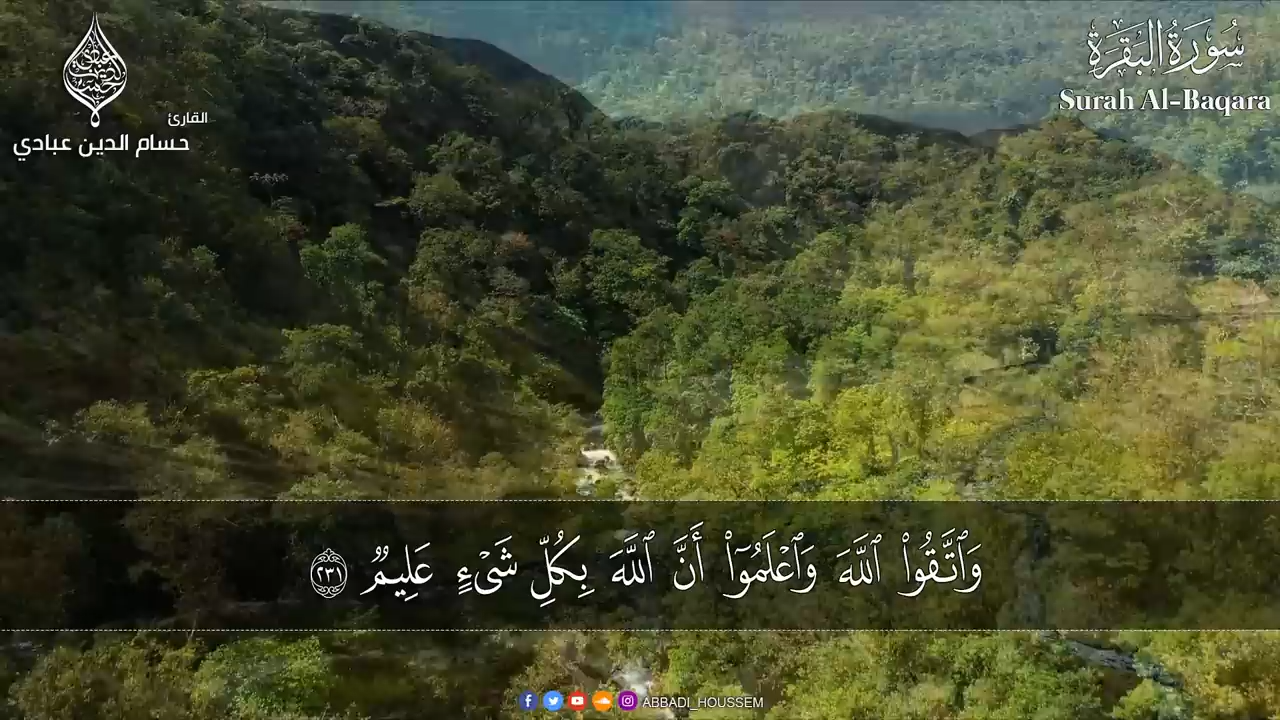 سُورَةُ البَقَرَة
Surah Al-Baqara
القارئ
حسام الدين عبادي
وَٱتَّقُوا۟ ٱللَّهَ وَٱعْلَمُوٓا۟ أَنَّ ٱللَّهَ بِكُلِّ شَىْءٍ عَلِيمٌ ٢٣١
ABBADI_HOUSSEM